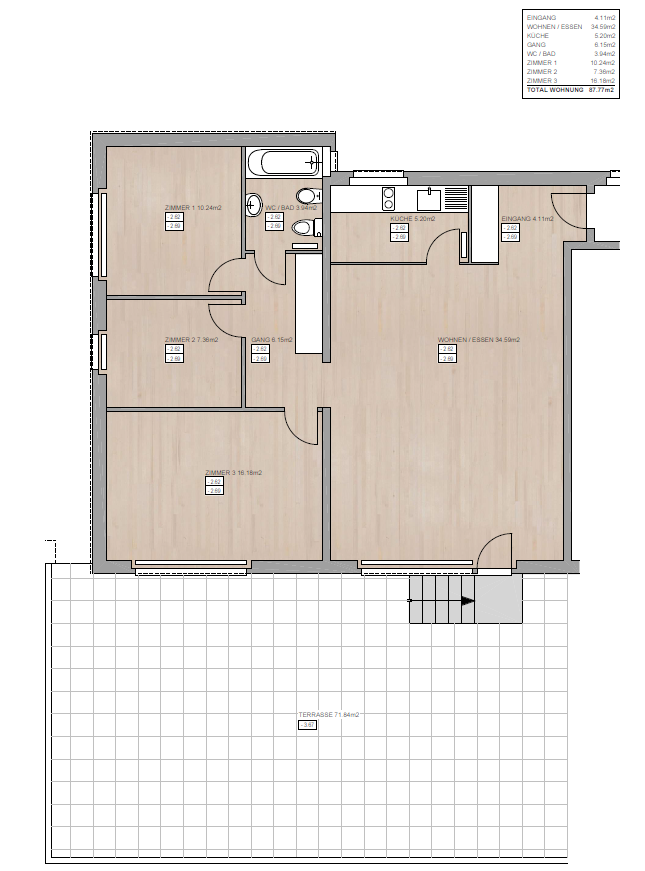 EINGANG 4.11m2
WOHNEN / ESSEN 34.59m2
KÜCHE 5.20m2
GANG 6.15m2
WC / BAD 3.94m2
ZIMMER 1 10.24m2
ZIMMER 2 7.36m2
ZIMMER 3 16.18m2
TOTAL WOHNUNG 87.77m2
ZIMMER 1 10.24m2
- 2.62
- 2.69
WC / BAD 3.94m2
- 2.62
- 2.69
KÜCHE 5.20m2
- 2.62
- 2.69
EINGANG 4.11m2
- 2.62
- 2.69
ZIMMER 2 7.36m2
- 2.62
- 2.69
GANG 6.15m2
- 2.62
- 2.69
WOHNEN / ESSEN 34.59m2
- 2.62
- 2.69
ZIMMER 3 16.18m2
- 2.62
- 2.69
TERRASSE 71.84m2
- 3.67